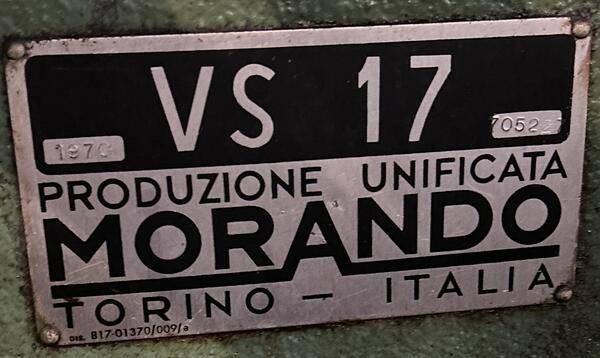 VS 17
PRODUZIONE UNIFICATA
MORANDO
TORINO — ITALIA
DIS. 817-01370/009/a